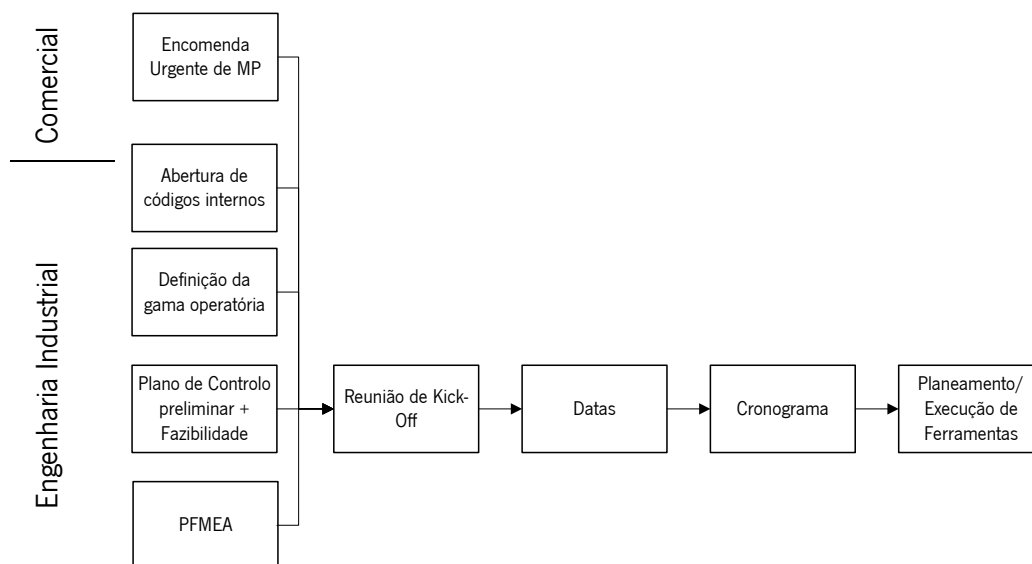 Comercial
Encomenda
Urgente de MP
Engenharia Industrial
Abertura de
códigos internos
Definição da
gama operatória
Plano de Controlo
preliminar +
Fazibilidade
PFMEA
Reunião de Kick-
Off
Datas
Cronograma
Planeamento/
Execução de
Ferramentas